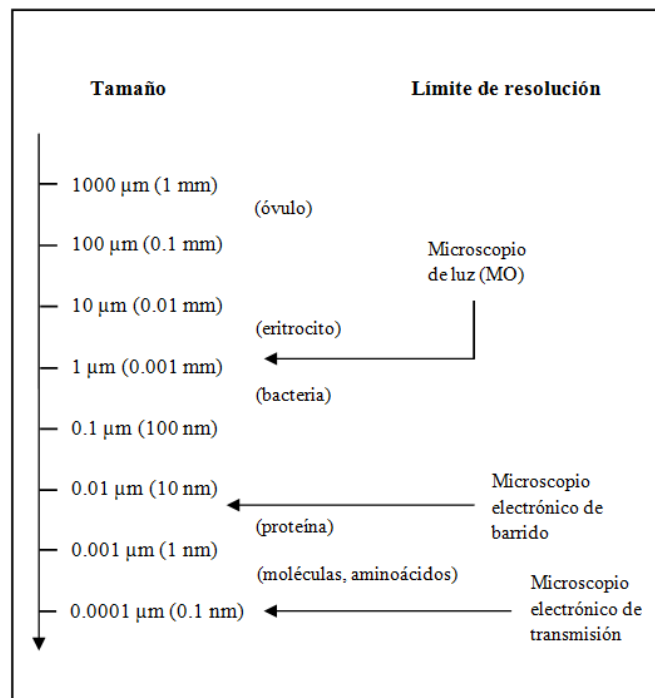 Tamaño
Límite de resolución
1000 µm (1 mm)
(óvulo)
100 µm (0.1 mm)
Microscopio
de luz (MO)
10 µm (0.01 mm)
(eritrocito)
1 µm (0.001 mm)
(bacteria)
0.1 µm (100 nm)
0.01 µm (10 nm)
Microscopio
electrónico de
barrido
(proteína)
0.001 µm (1 nm)
(moléculas, aminoácidos)
0.0001 µm (0.1 nm)
Microscopio
electrónico de
transmisión